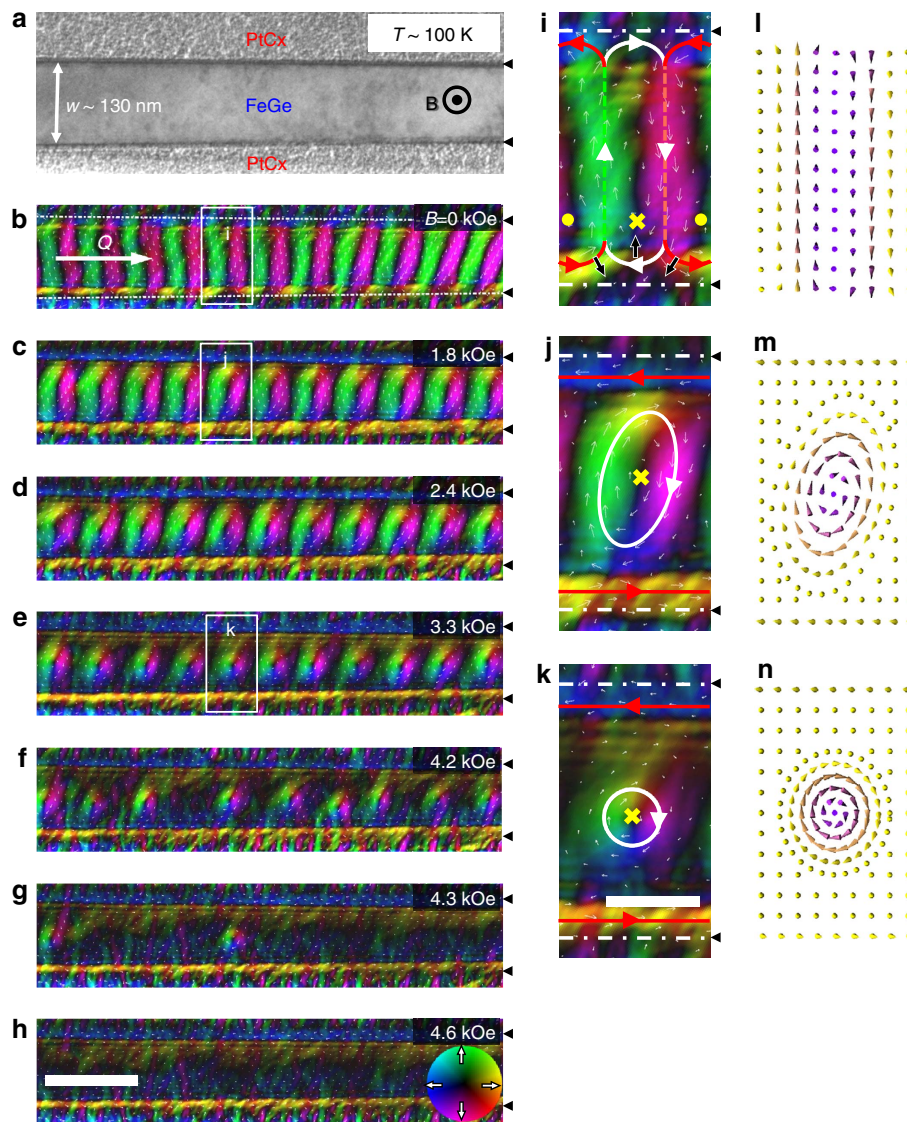 a
PtCx
T ~ 100 K
w ~ 130 nm
FeGe
B
PtCx
b
B=0 kOe
Q
i
c
1.8 kOe
j
d
2.4 kOe
e
3.3 kOe
k
f
4.2 kOe
g
4.3 kOe
h
4.6 kOe
i
j
k
l
m
n